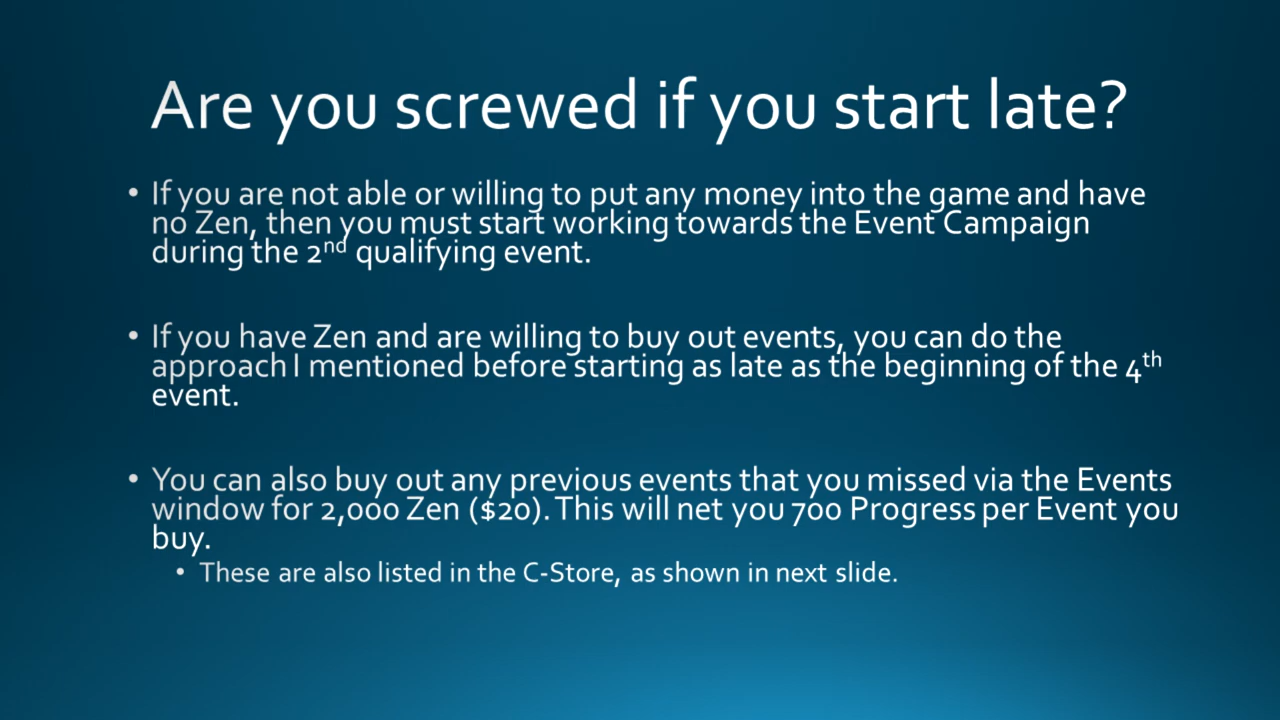 Are you screwed if you start late?
• If you are not able or willing to put any money into the game and have
no Zen, then you must start working towards the Event Campaign
during the 2nd qualifying event.
• If you have Zen and are willing to buy out events, you can do the
approach I mentioned before starting as late as the beginning of the 4th
event.
• You can also buy out any previous events that you missed via the Events
window for 2,000 Zen ($20). This will net you 700 Progress per Event you
buy.
• These are also listed in the C-Store, as shown in next slide.